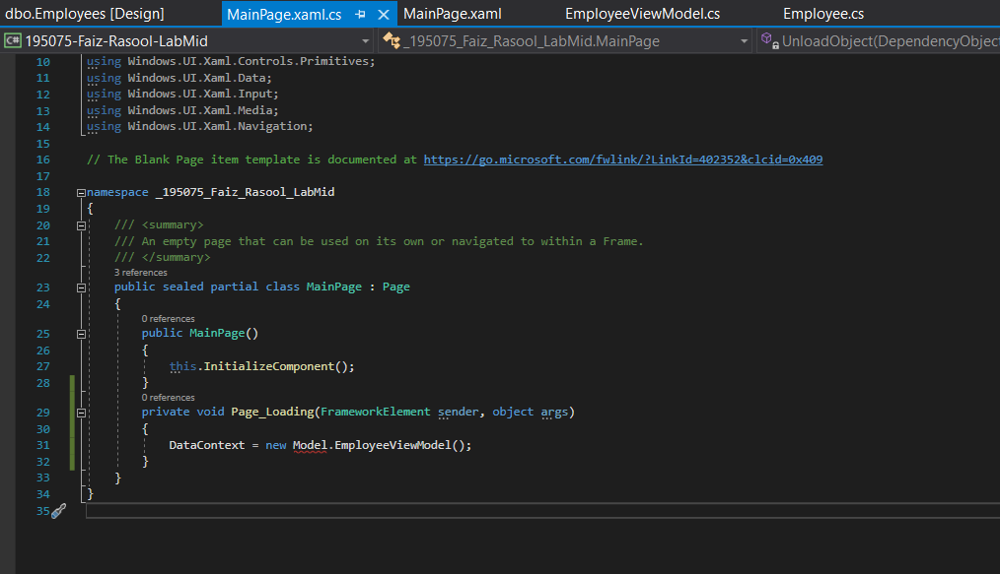 dbo.Employees [Design] MainPage.xaml.cs MainPage.xaml EmployeeViewModel.cs Employee.cs
C# 195075-Faiz-Rasool-LabMid _195075_Faiz_Rasool_LabMid.MainPage UnloadObject(DependencyObject
10 using Windows.UI.Xaml.Controls.Primitives;
11 using Windows.UI.Xaml.Data;
12 using Windows.UI.Xaml.Input;
13 using Windows.UI.Xaml.Media;
14 using Windows.UI.Xaml.Navigation;
15
16 // The Blank Page item template is documented at https://go.microsoft.com/fwlink/?LinkId=402352&clcid=0x409
17
18 namespace _195075_Faiz_Rasool_LabMid
19 {
20 /// <summary>
21 /// An empty page that can be used on its own or navigated to within a Frame.
22 /// </summary>
3 references
23 public sealed partial class MainPage : Page
24 {
0 references
25 public MainPage()
26 {
27 this.InitializeComponent();
28 }
0 references
29 private void Page_Loading(FrameworkElement sender, object args)
30 {
31 DataContext = new Model.EmployeeViewModel();
32 }
33 }
34 }
35